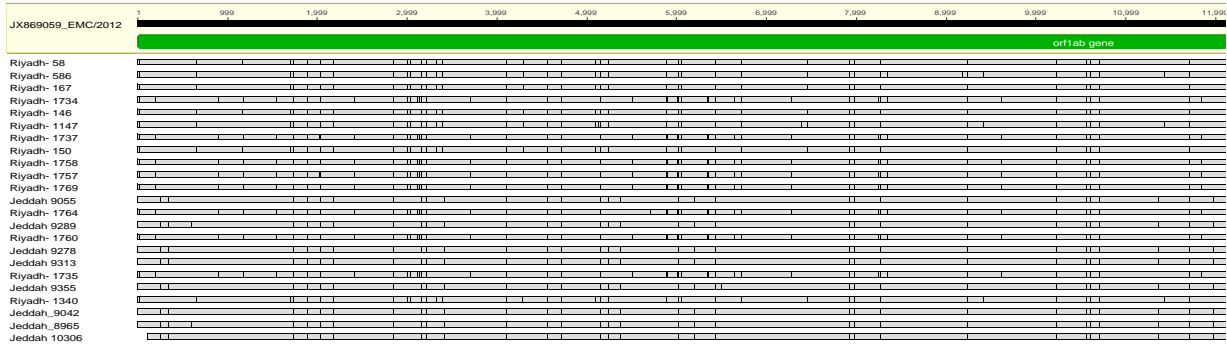 1 999 1,999 2,999 3,999 4,999 5,999 6,999 7,999 8,999 9,999 10,999 11,999
JX869059_EMC/2012
orf1ab gene
Riyadh- 58
Riyadh- 586
Riyadh- 167
Riyadh- 1734
Riyadh- 146
Riyadh- 1147
Riyadh- 1737
Riyadh- 150
Riyadh- 1758
Riyadh- 1757
Riyadh- 1769
Jeddah 9055
Riyadh- 1764
Jeddah 9289
Riyadh- 1760
Jeddah 9278
Jeddah 9313
Riyadh- 1735
Jeddah 9355
Riyadh- 1340
Jeddah_9042
Jeddah_8965
Jeddah 10306